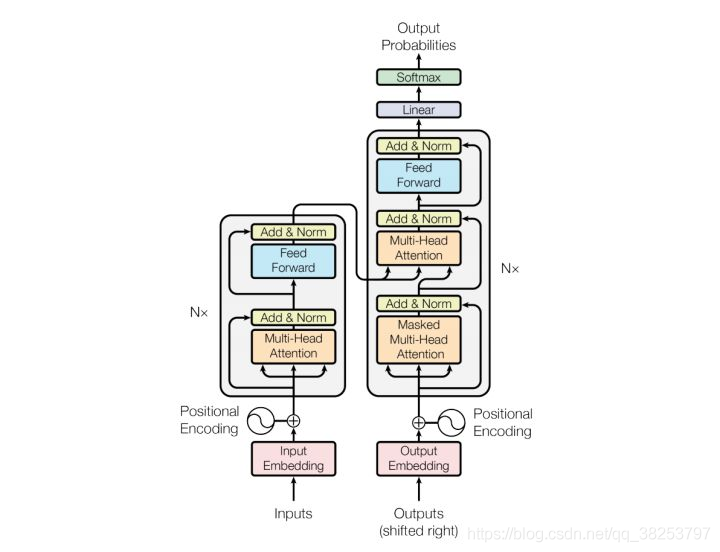 Output
Probabilities
Softmax
Linear
Add & Norm
Feed
Forward
Add & Norm
Multi-Head
Attention
Add & Norm
Masked
Multi-Head
Attention
N×
Add & Norm
Feed
Forward
N×
Add & Norm
Multi-Head
Attention
Positional
Encoding
Positional
Encoding
Input
Embedding
Output
Embedding
Inputs
Outputs
(shifted right)
https://blog.csdn.net/qq_38253797